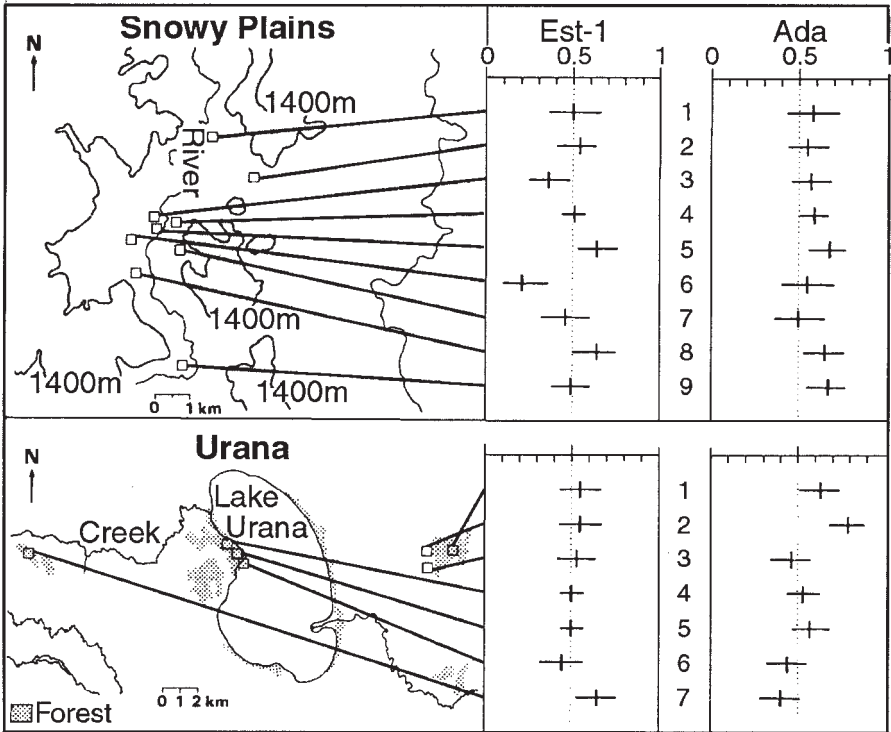 Snowy Plains
N
1400m
River
1400m
1400m
1400m
0 1 km
Est-1
0 0.5 1
Ada
0 0.5 1
1
2
3
4
5
6
7
8
9
Urana
N
Lake
Urana
Creek
0 1 2 km
Forest
1
2
3
4
5
6
7